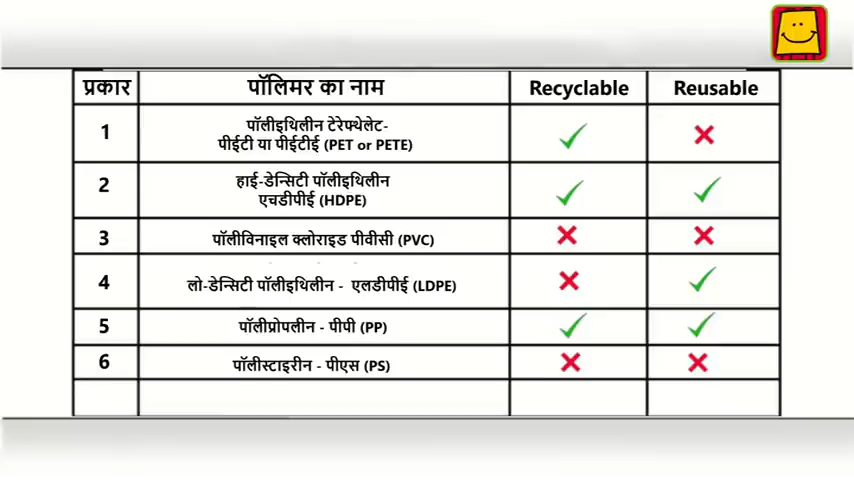 प्रकार पॉलिमर का नाम Recyclable Reusable
1 पॉलीइथिलीन टेरेफ्थेलेट-
पीईटी या पीईटीई (PET or PETE)
2 हाई-डेन्सिटी पॉलीइथिलीन
एचडीपीई (HDPE)
3 पॉलीविनाइल क्लोराइड पीवीसी (PVC)
4 लो-डेन्सिटी पॉलीइथिलीन - एलडीपीई (LDPE)
5 पॉलीप्रोपलीन - पीपी (PP)
6 पॉलीस्टाइरीन - पीएस (PS)